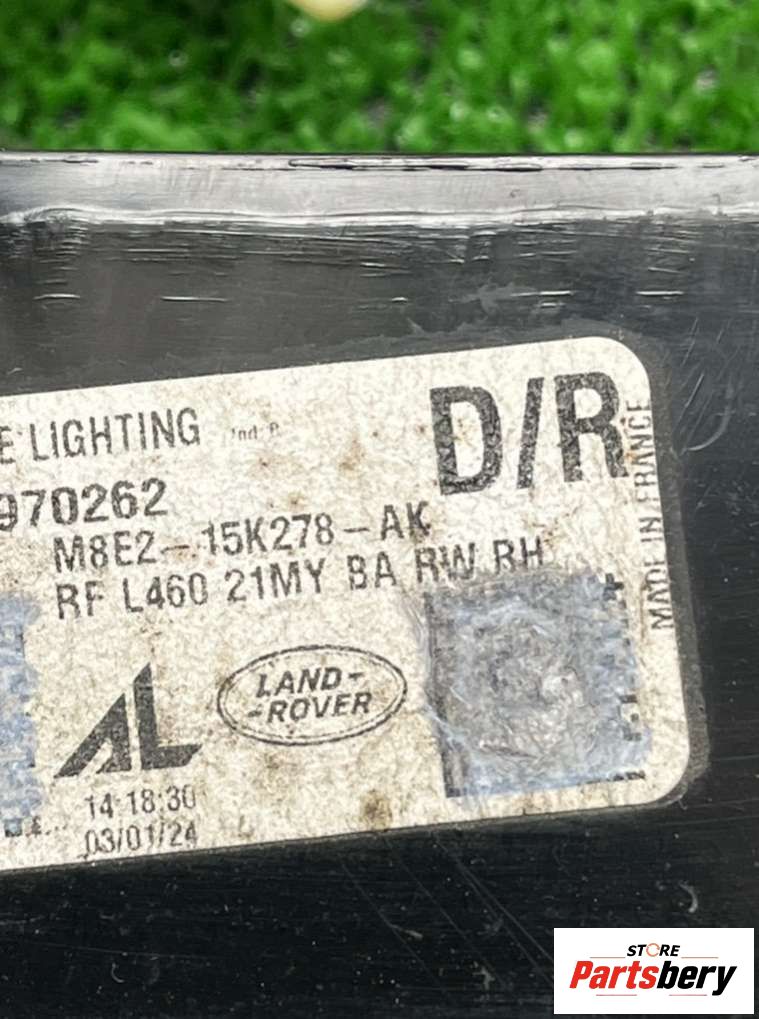 E LIGHTING
D/R
970262
M8E2-15K278-AK
RF L460 21MY BA RW RH
MADE IN FRANCE
AL
LAND-
-ROVER
14:18:30
03/01/24
STORE
Partsbery